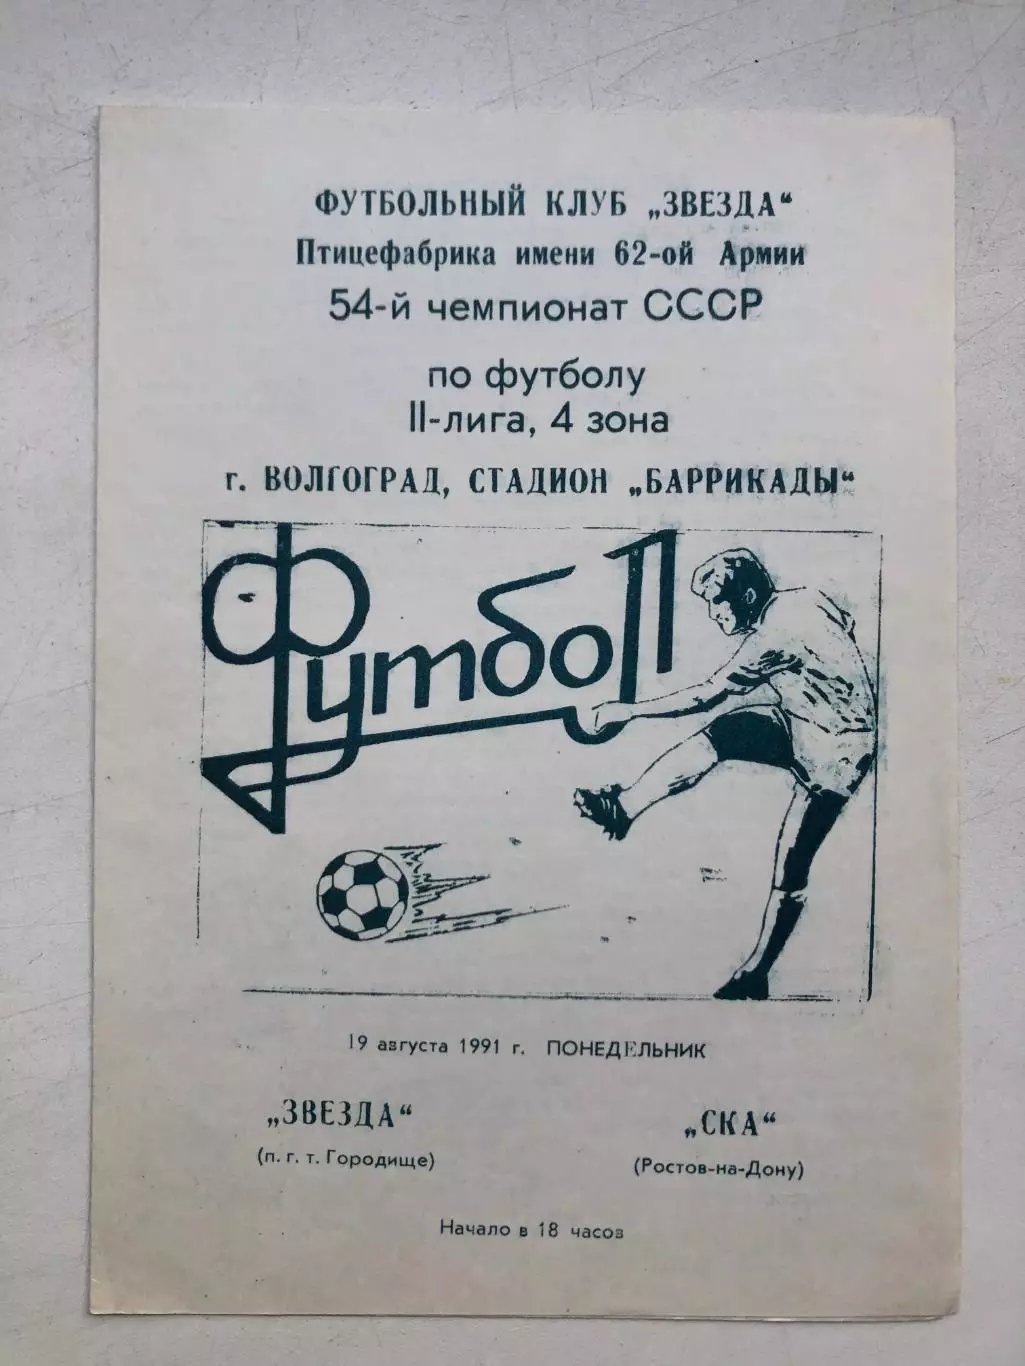 ФУТБОЛЬНЫЙ КЛУБ „ЗВЕЗДА“
Птицефабрика имени 62-ой Армии
54-й чемпионат СССР
по футболу
II-лига, 4 зона
г. ВОЛГОГРАД, СТАДИОН „БАРРИКАДЫ“
Футбол
19 августа 1991 г. ПОНЕДЕЛЬНИК
„ЗВЕЗДА“ „СКА“
(п. г. т. Городище) (Ростов-на-Дону)
Начало в 18 часов